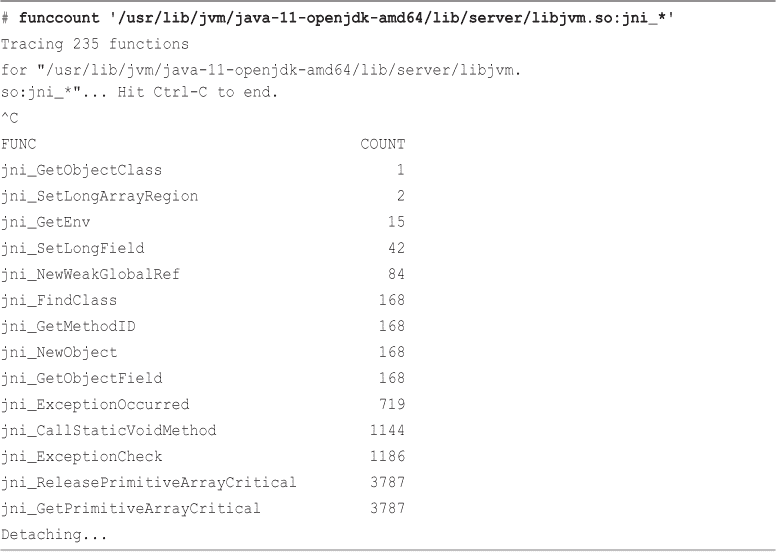 # funccount '/usr/lib/jvm/java-11-openjdk-amd64/lib/server/libjvm.so:jni_*'
Tracing 235 functions
for "/usr/lib/jvm/java-11-openjdk-amd64/lib/server/libjvm.
so:jni_*"... Hit Ctrl-C to end.
^C
FUNC COUNT
jni_GetObjectClass 1
jni_SetLongArrayRegion 2
jni_GetEnv 15
jni_SetLongField 42
jni_NewWeakGlobalRef 84
jni_FindClass 168
jni_GetMethodID 168
jni_NewObject 168
jni_GetObjectField 168
jni_ExceptionOccurred 719
jni_CallStaticVoidMethod 1144
jni_ExceptionCheck 1186
jni_ReleasePrimitiveArrayCritical 3787
jni_GetPrimitiveArrayCritical 3787
Detaching...